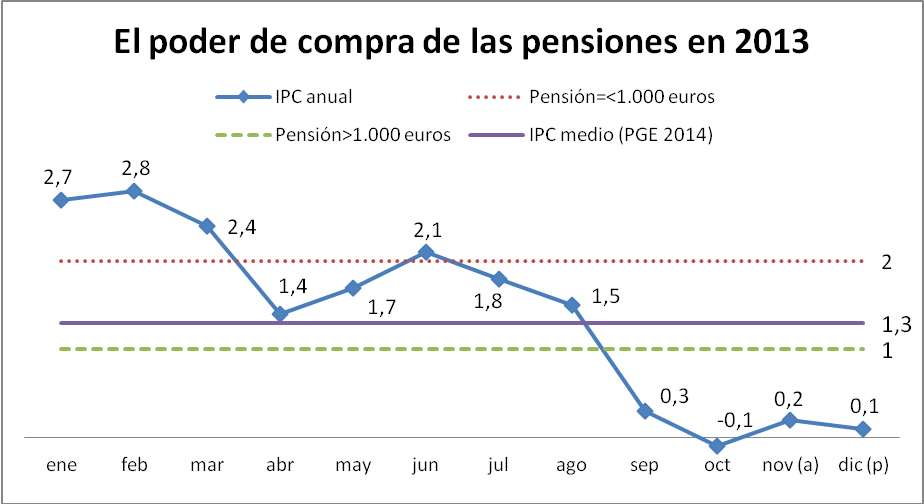 El poder de compra de las pensiones en 2013
IPC anual
Pensión=<1.000 euros
Pensión>1.000 euros
IPC medio (PGE 2014)
2,7
2,8
2,4
1,4
1,7
2,1
1,8
1,5
0,3
-0,1
0,2
0,1
2
1,3
1
ene feb mar abr may jun jul ago sep oct nov (a) dic (p)